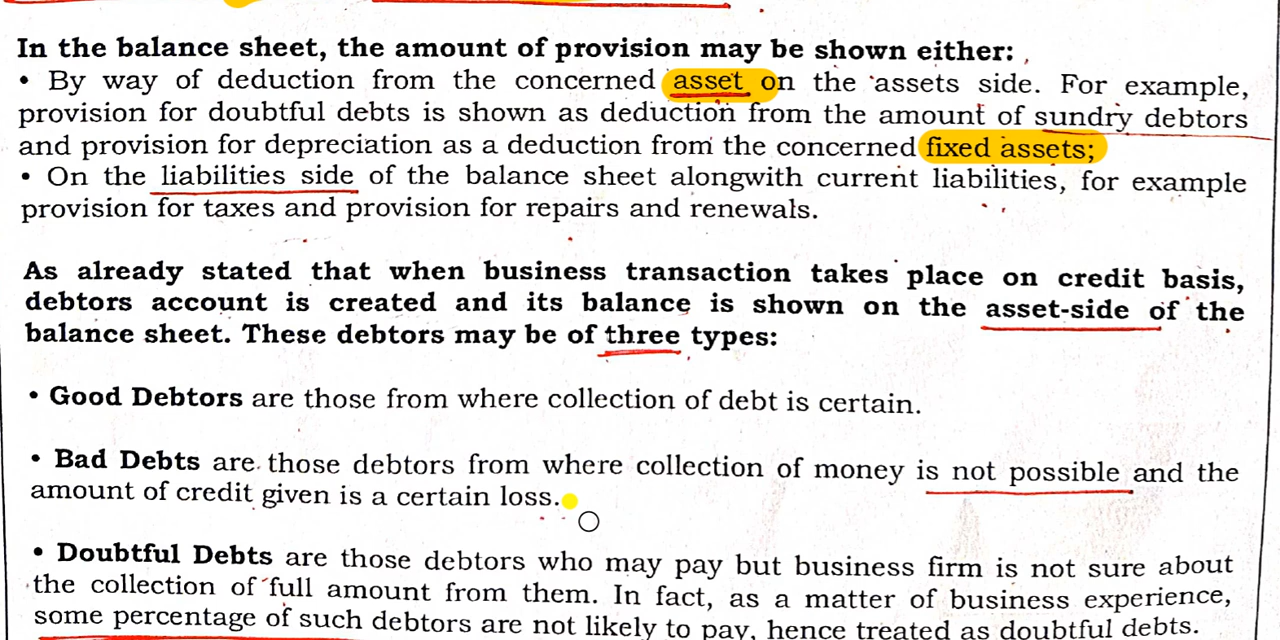 In the balance sheet, the amount of provision may be shown either:
• By way of deduction from the concerned asset on the assets side. For example,
provision for doubtful debts is shown as deduction from the amount of sundry debtors
and provision for depreciation as a deduction from the concerned fixed assets;
• On the liabilities side of the balance sheet alongwith current liabilities, for example
provision for taxes and provision for repairs and renewals.
As already stated that when business transaction takes place on credit basis,
debtors account is created and its balance is shown on the asset-side of the
balance sheet. These debtors may be of three types:
• Good Debtors are those from where collection of debt is certain.
• Bad Debts are those debtors from where collection of money is not possible and the
amount of credit given is a certain loss.
• Doubtful Debts are those debtors who may pay but business firm is not sure about
the collection of full amount from them. In fact, as a matter of business experience,
some percentage of such debtors are not likely to pay, hence treated as doubtful debts.